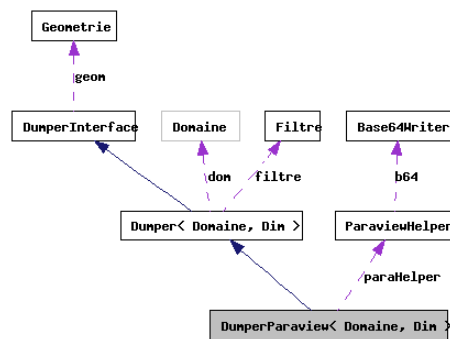 Geometrie
geom
DumperInterface
Domaine
Filtre
Base64Writer
dom
filtre
b64
Dumper< Domaine, Dim >
ParaviewHelper
paraHelper
DumperParaview< Domaine, Dim >